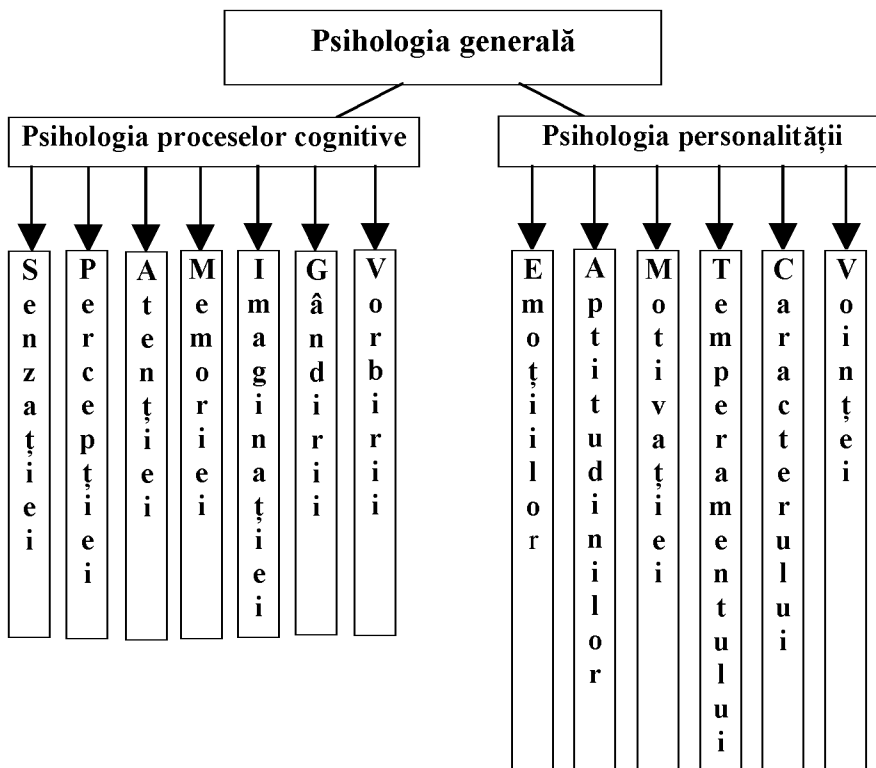 Psihologia generală
Psihologia proceselor cognitive
Psihologia personalității
Senzației
Percepției
Atenției
Memoriei
Imaginației
Gândirii
Vorbirii
Emoțiilor
Aptitudinilor
Motivației
Temperamentului
Caracterului
Voinței